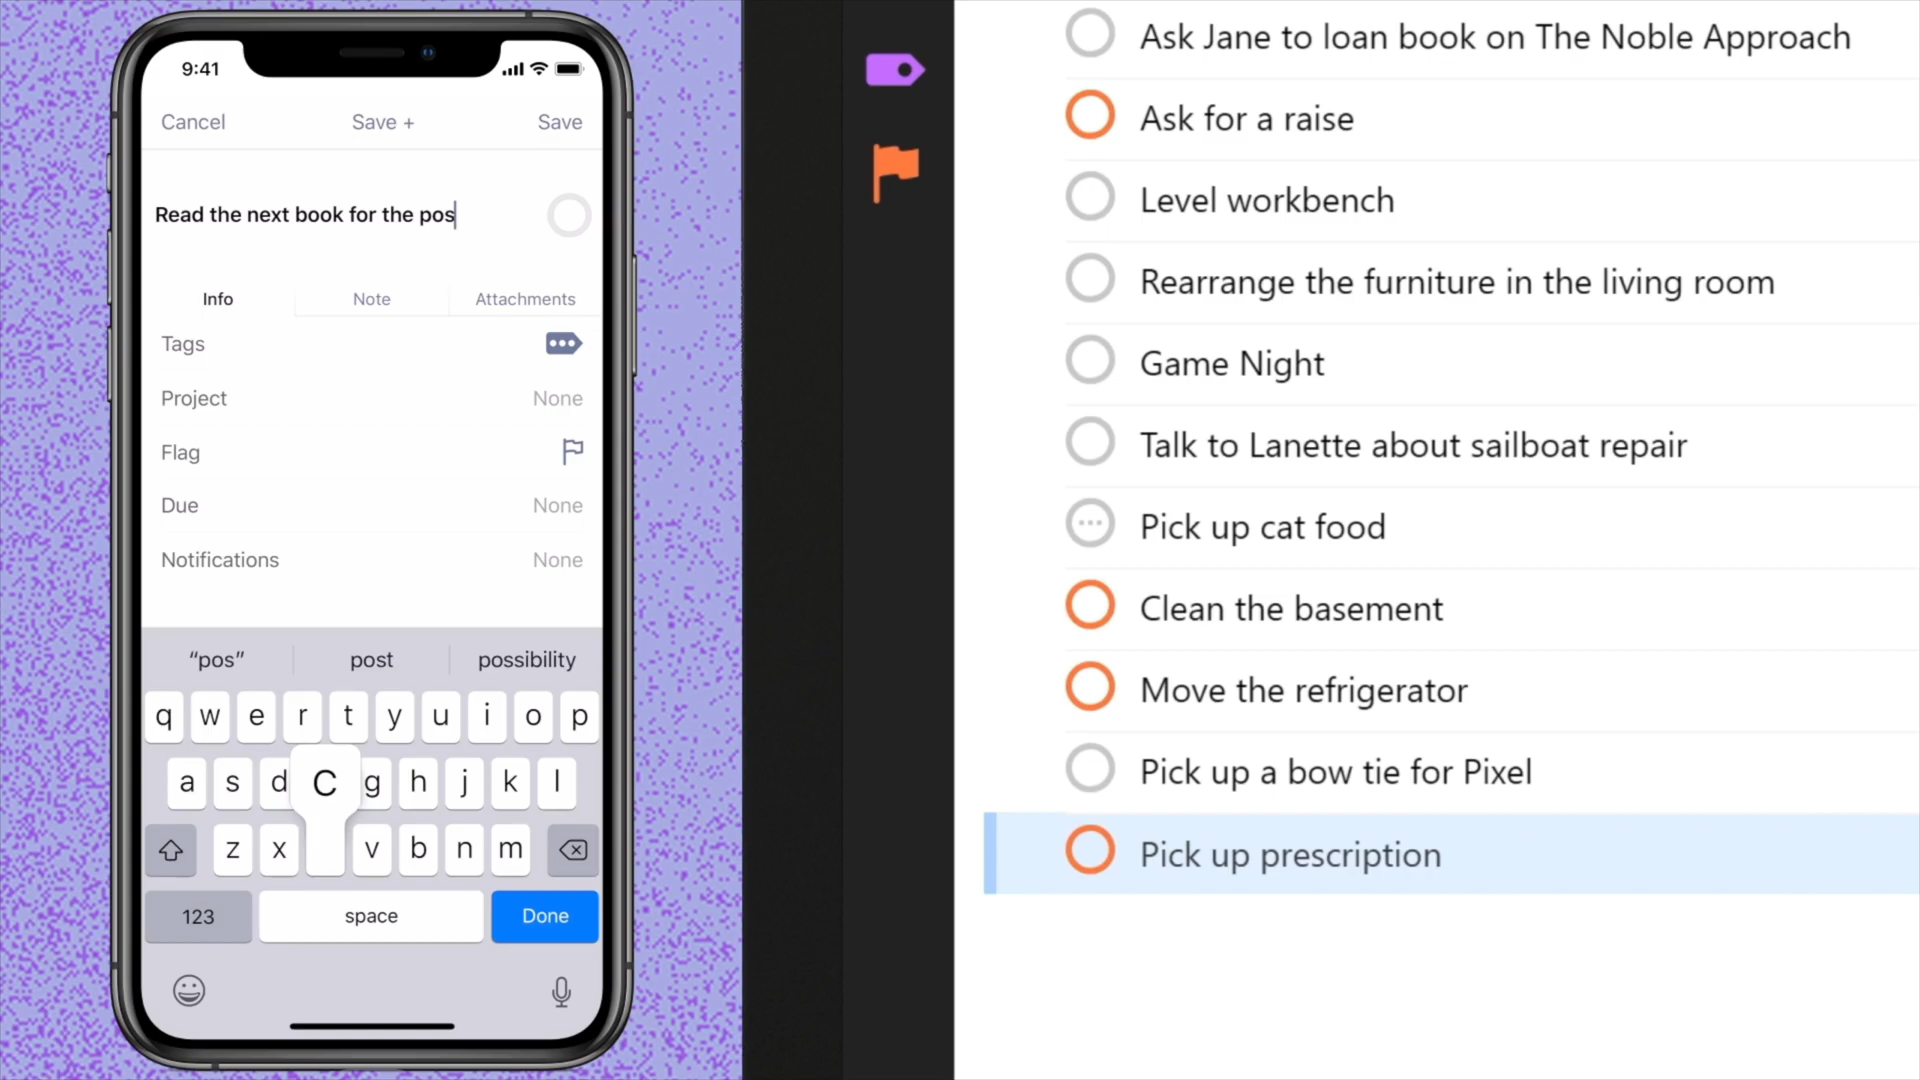 9:41
Cancel
Save +
Save
Read the next book for the pos
Info
Note
Attachments
Tags
Project
None
Flag
Due
None
Notifications
None
“pos”
post
possibility
q w e r t y u i o p
a s d C g h j k l
z x v b n m
123
space
Done
Ask Jane to loan book on The Noble Approach
Ask for a raise
Level workbench
Rearrange the furniture in the living room
Game Night
Talk to Lanette about sailboat repair
Pick up cat food
Clean the basement
Move the refrigerator
Pick up a bow tie for Pixel
Pick up prescription